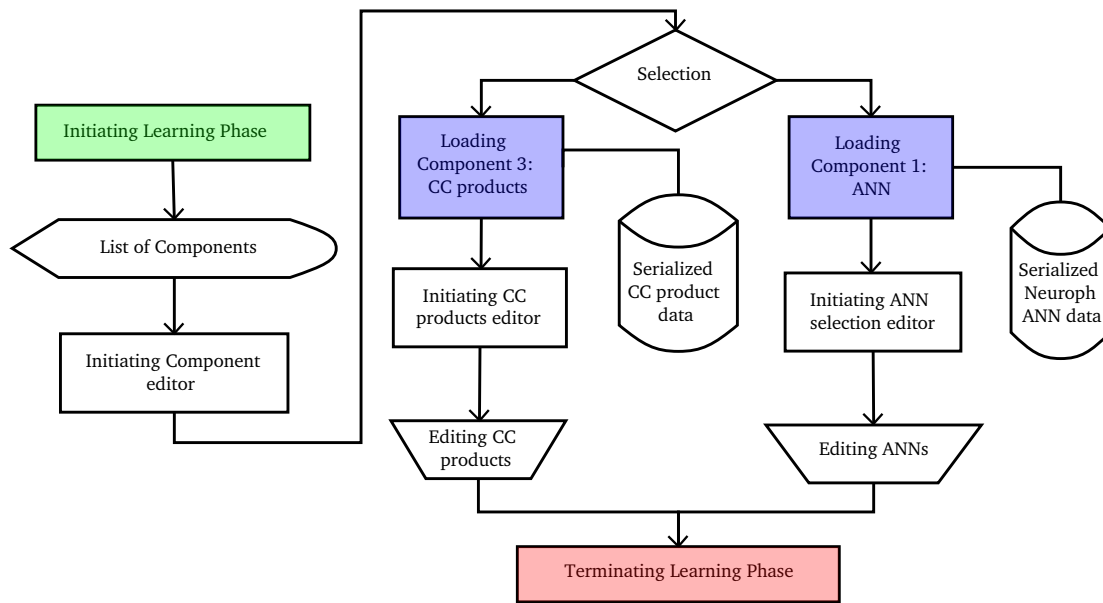 Initiating Learning Phase
List of Components
Initiating Component
editor
Selection
Loading
Component 3:
CC products
Serialized
CC product
data
Initiating CC
products editor
Editing CC
products
Loading
Component 1:
ANN
Serialized
Neuroph
ANN data
Initiating ANN
selection editor
Editing ANNs
Terminating Learning Phase